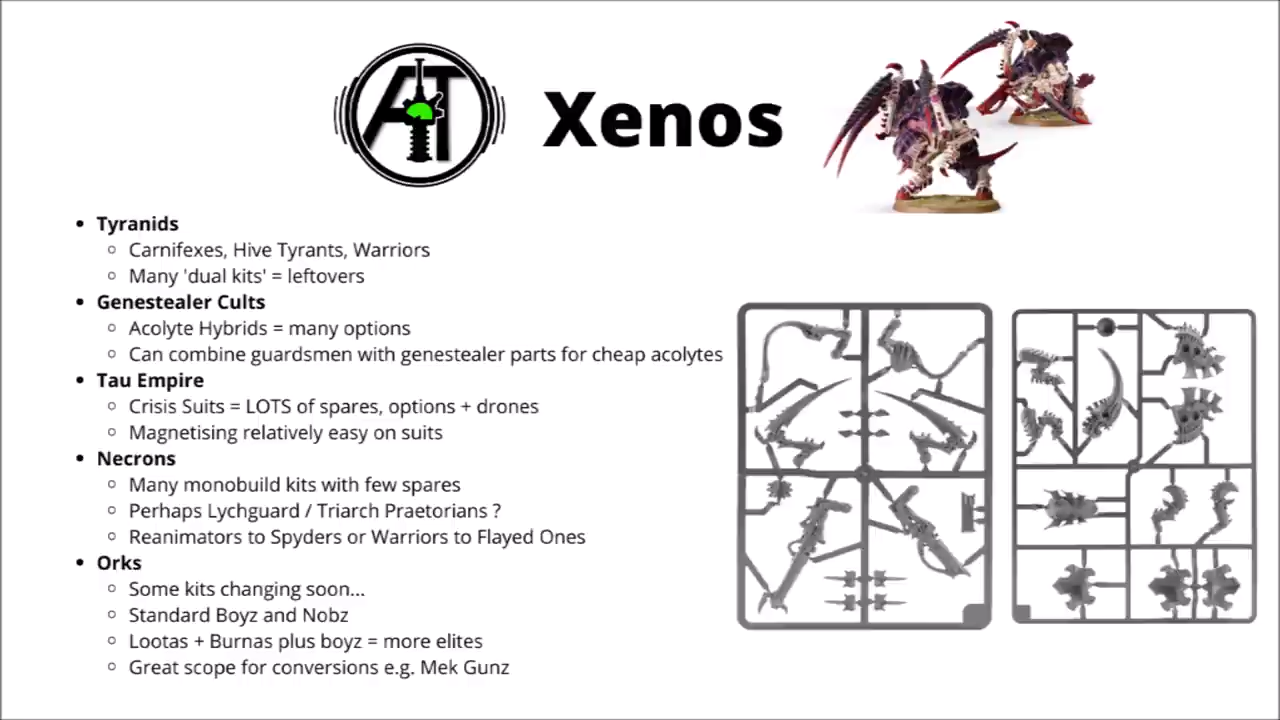 AT
Xenos
• Tyranids
○ Carnifexes, Hive Tyrants, Warriors
○ Many 'dual kits' = leftovers
• Genestealer Cults
○ Acolyte Hybrids = many options
○ Can combine guardsmen with genestealer parts for cheap acolytes
• Tau Empire
○ Crisis Suits = LOTS of spares, options + drones
○ Magnetising relatively easy on suits
• Necrons
○ Many monobuild kits with few spares
○ Perhaps Lychguard / Triarch Praetorians ?
○ Reanimators to Spyders or Warriors to Flayed Ones
• Orks
○ Some kits changing soon...
○ Standard Boyz and Nobz
○ Lootas + Burnas plus boyz = more elites
○ Great scope for conversions e.g. Mek Gunz